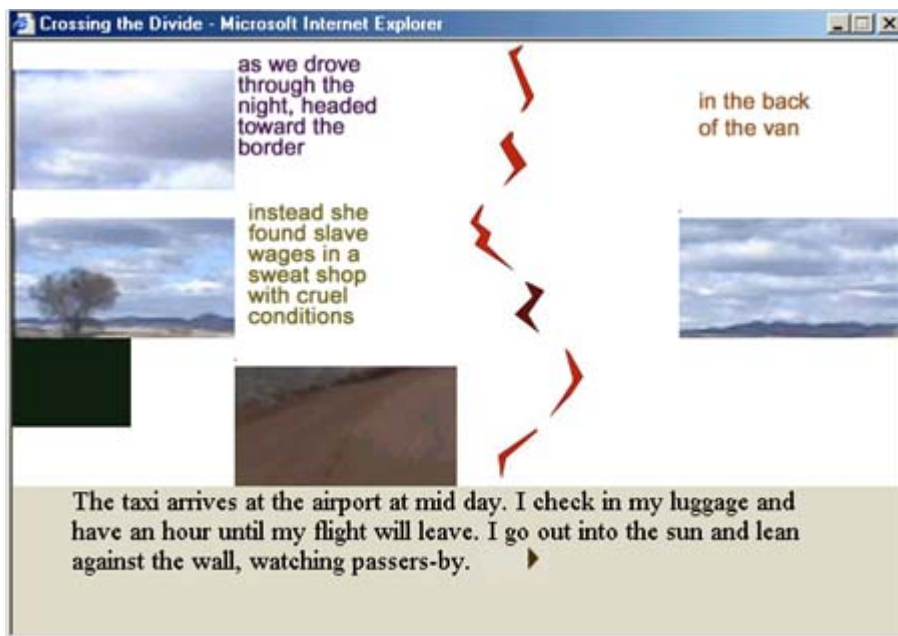 Crossing the Divide - Microsoft Internet Explorer
as we drove
through the
night, headed
toward the
border
in the back
of the van
instead she
found slave
wages in a
sweat shop
with cruel
conditions
The taxi arrives at the airport at mid day. I check in my luggage and
have an hour until my flight will leave. I go out into the sun and lean
against the wall, watching passers-by.